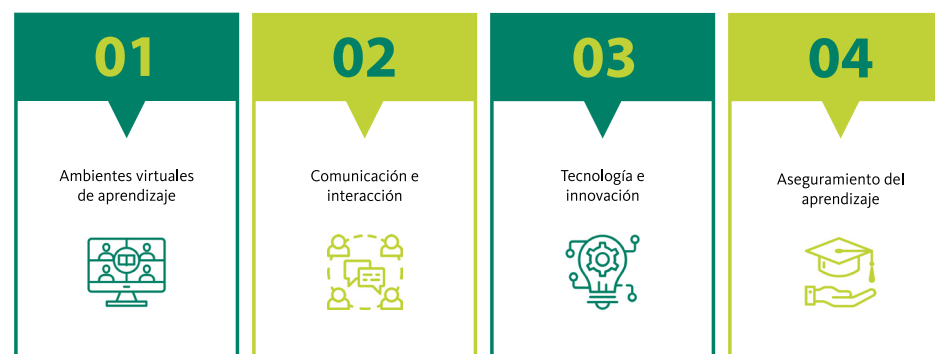 01
Ambientes virtuales
de aprendizaje
02
Comunicación e
interacción
03
Tecnología e
innovación
04
Aseguramiento del
aprendizaje